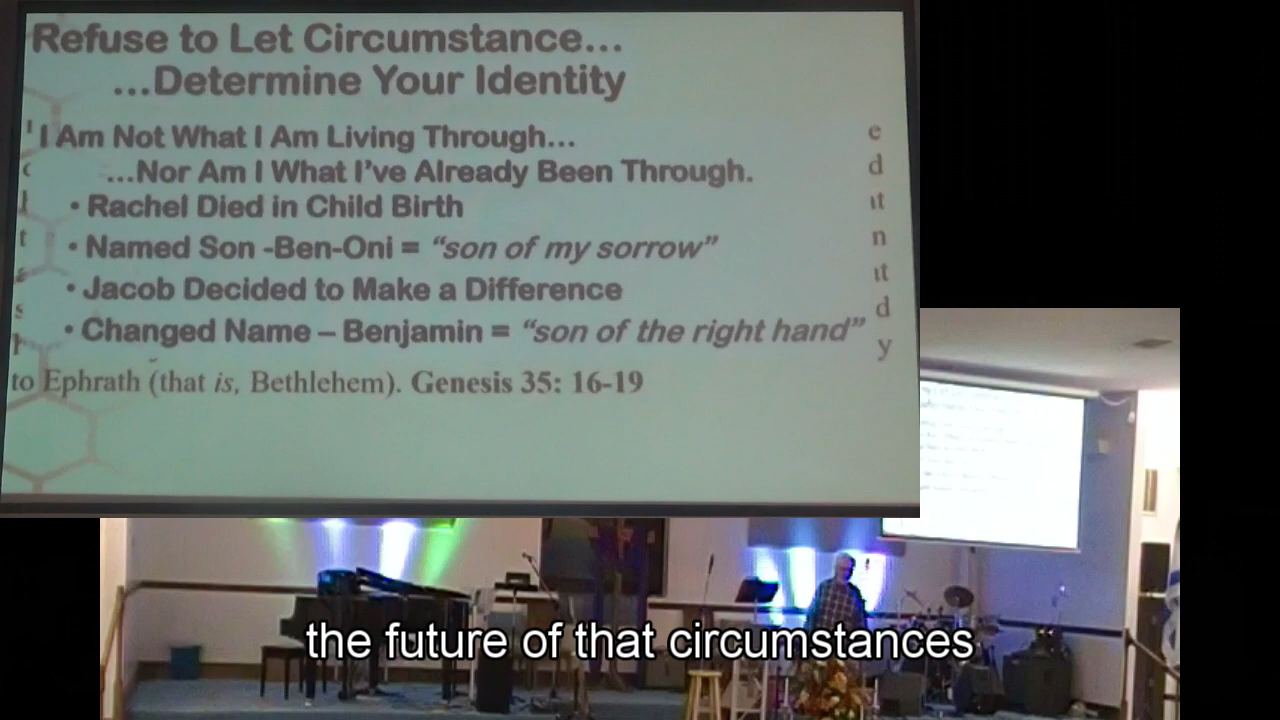 Refuse to Let Circumstance...
...Determine Your Identity
I Am Not What I Am Living Through...
...Nor Am I What I've Already Been Through.
• Rachel Died in Child Birth
• Named Son -Ben-Oni = “son of my sorrow”
• Jacob Decided to Make a Difference
• Changed Name – Benjamin = “son of the right hand”
to Ephrath (that is, Bethlehem). Genesis 35: 16-19
the future of that circumstances